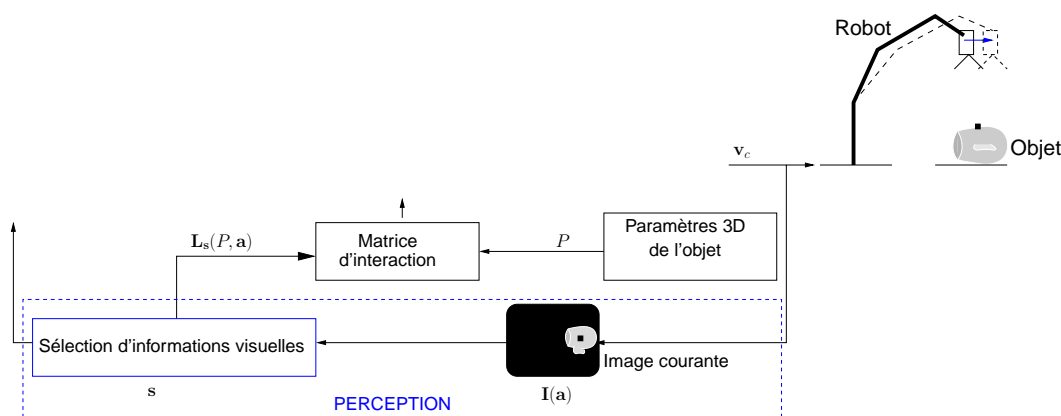 Robot
Objet
v_c
L_s(P, a)
Matrice
d'interaction
P
Paramètres 3D
de l'objet
Sélection d'informations visuelles
Image courante
s
I(a)
PERCEPTION